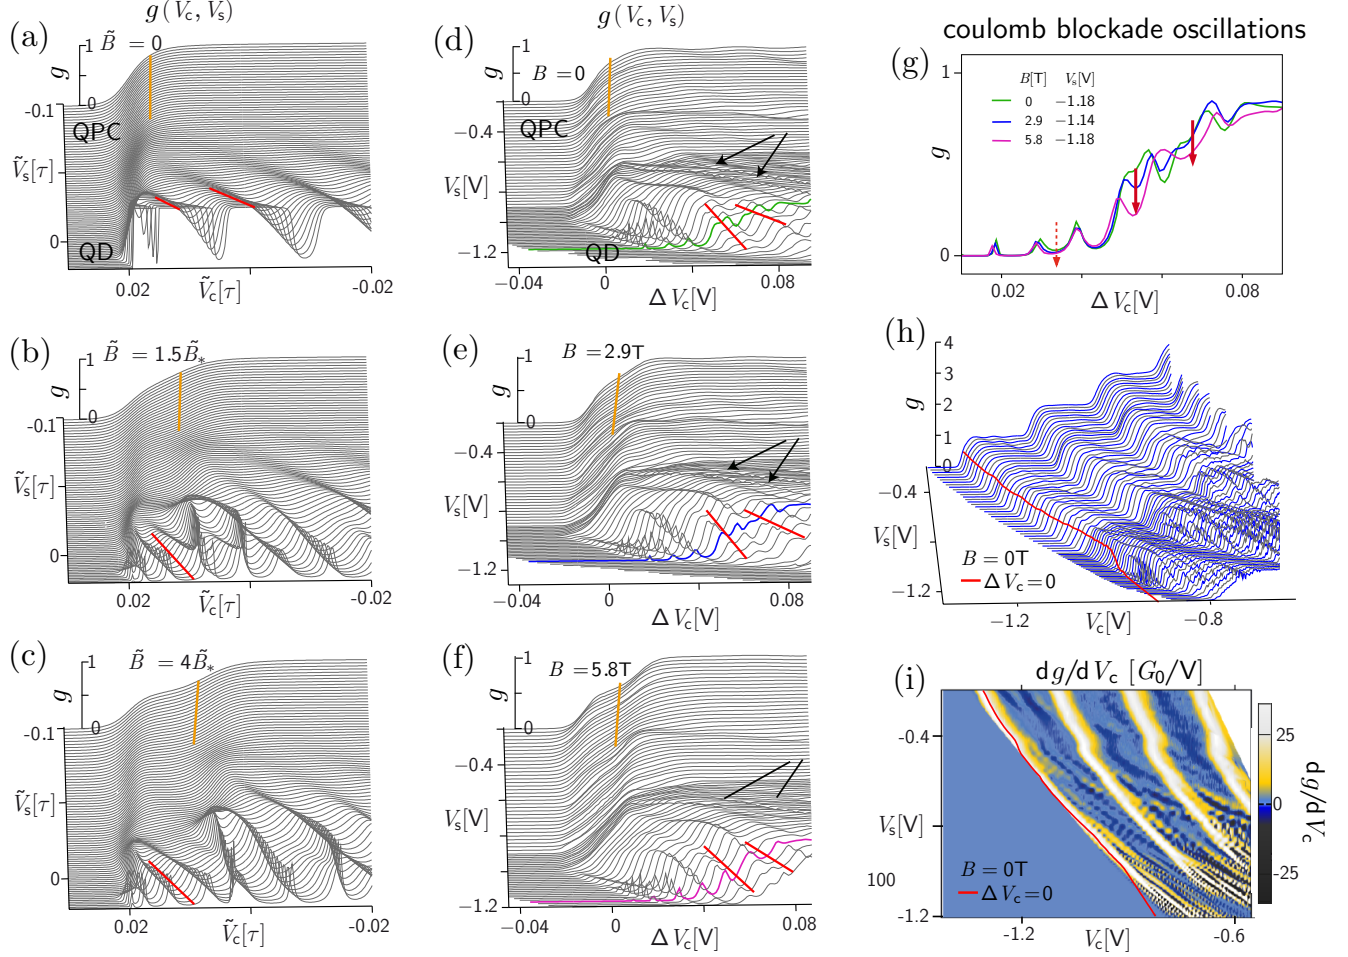 g(V_c, V_s)
(a)
B̃ = 0
1
g
0
-0.1
QPC
Ṽ_s[τ]
0
QD
0.02
Ṽ_c[τ]
-0.02
(b)
B̃ = 1.5B̃_*
1
g
0
-0.1
Ṽ_s[τ]
0
0.02
Ṽ_c[τ]
-0.02
(c)
B̃ = 4B̃_*
1
g
0
-0.1
Ṽ_s[τ]
0
0.02
Ṽ_c[τ]
-0.02
g(V_c, V_s)
(d)
1
g
B = 0
0
QPC
−0.4
V_s[V]
−1.2
QD
−0.04
0
0.08
Δ V_c[V]
(e)
B = 2.9T
1
g
0
−0.4
V_s[V]
−1.2
−0.04
0
0.08
Δ V_c[V]
(f)
B = 5.8T
1
g
0
−0.4
V_s[V]
−1.2
−0.04
0
0.08
Δ V_c[V]
coulomb blockade oscillations
(g)
1
B[T] V_s[V]
0 −1.18
2.9 −1.14
5.8 −1.18
g
0
0.02
Δ V_c[V]
0.08
(h)
4
3
2
1
0
g
−0.4
V_s[V]
−1.2
B = 0T
Δ V_c = 0
−1.2
V_c[V]
−0.8
(i)
dg/dV_c [G_0/V]
-0.4
V_s[V]
100
-1.2
B = 0T
Δ V_c = 0
-1.2
V_c[V]
-0.6
25
0
-25
dg/dV_c